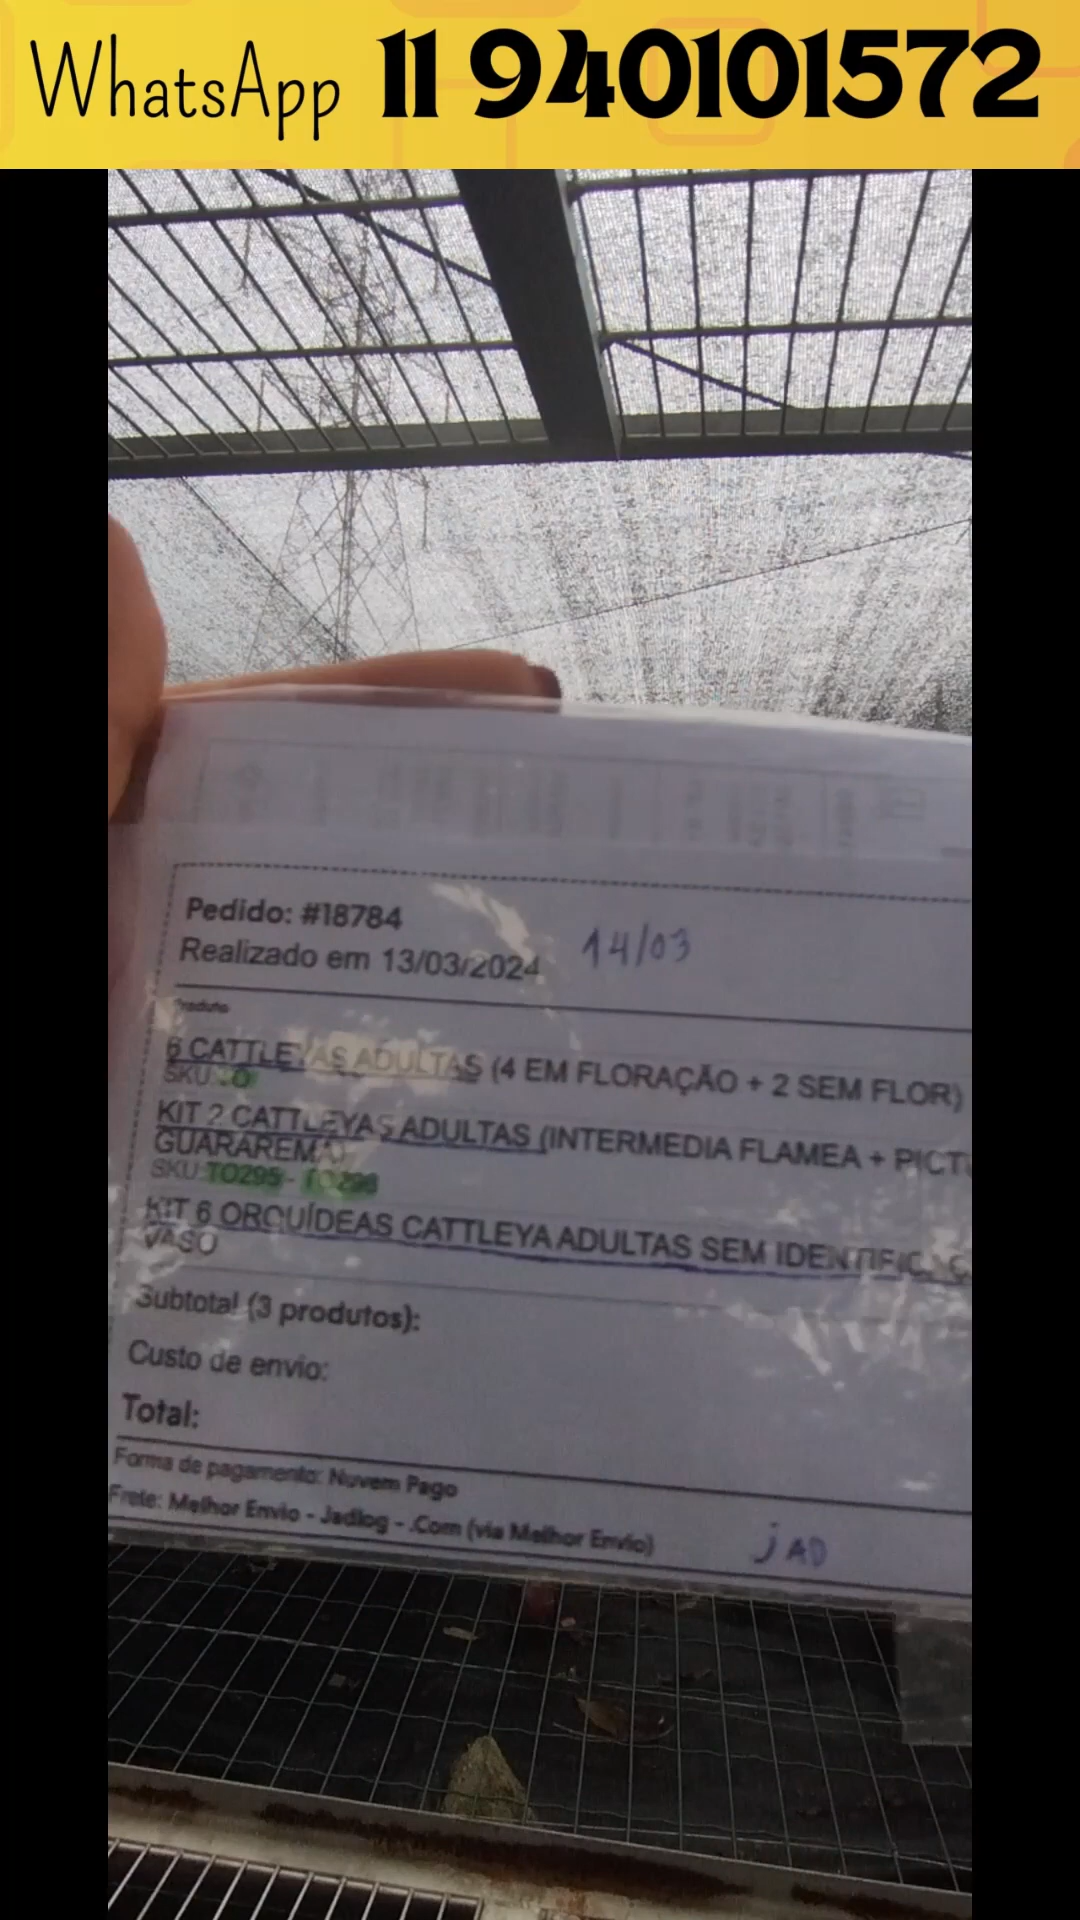 WhatsApp 11 940101572
Pedido: #18784
Realizado em 13/03/2024 14/03
Produto
6 CATTLEYAS ADULTAS (4 EM FLORAÇÃO + 2 SEM FLOR)
SKU:
KIT 2 CATTLEYAS ADULTAS (INTERMEDIA FLAMEA + PICTU
GUARAREMA)
SKU:TO295 -
KIT 6 ORQUÍDEAS CATTLEYA ADULTAS SEM IDENTIFICAÇ
VASO
Subtotal (3 produtos):
Custo de envio:
Total:
Forma de pagamento: Nuvem Pago
Frete: Melhor Envio - Jadlog - .Com (via Melhor Envio) jAD